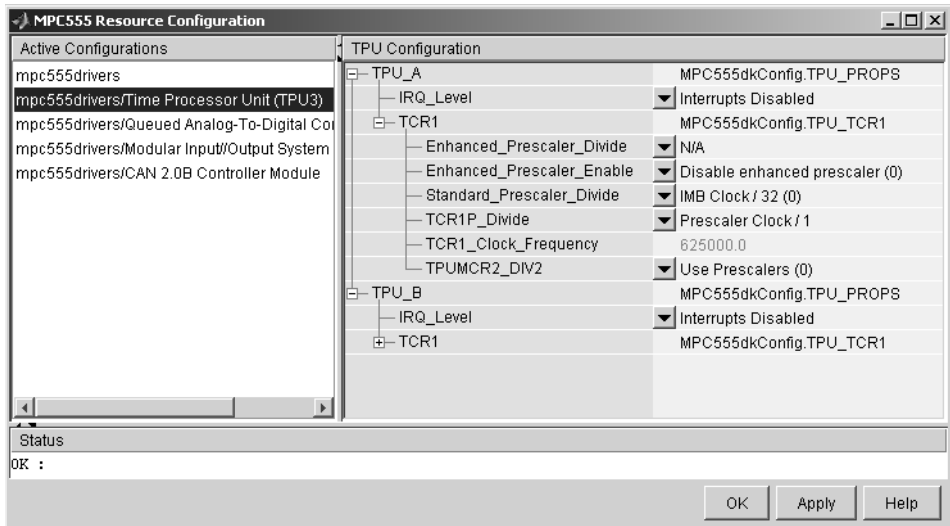 MPC555 Resource Configuration
Active Configurations
mpc555drivers
mpc555drivers/Time Processor Unit (TPU3)
mpc555drivers/Queued Analog-To-Digital Co
mpc555drivers/Modular Input//Output System
mpc555drivers/CAN 2.0B Controller Module
TPU Configuration
TPU_A MPC555dkConfig.TPU_PROPS
IRQ_Level Interrupts Disabled
TCR1 MPC555dkConfig.TPU_TCR1
Enhanced_Prescaler_Divide N/A
Enhanced_Prescaler_Enable Disable enhanced prescaler (0)
Standard_Prescaler_Divide IMB Clock / 32 (0)
TCR1P_Divide Prescaler Clock / 1
TCR1_Clock_Frequency 625000.0
TPUMCR2_DIV2 Use Prescalers (0)
TPU_B MPC555dkConfig.TPU_PROPS
IRQ_Level Interrupts Disabled
TCR1 MPC555dkConfig.TPU_TCR1
Status
OK :
OK Apply Help